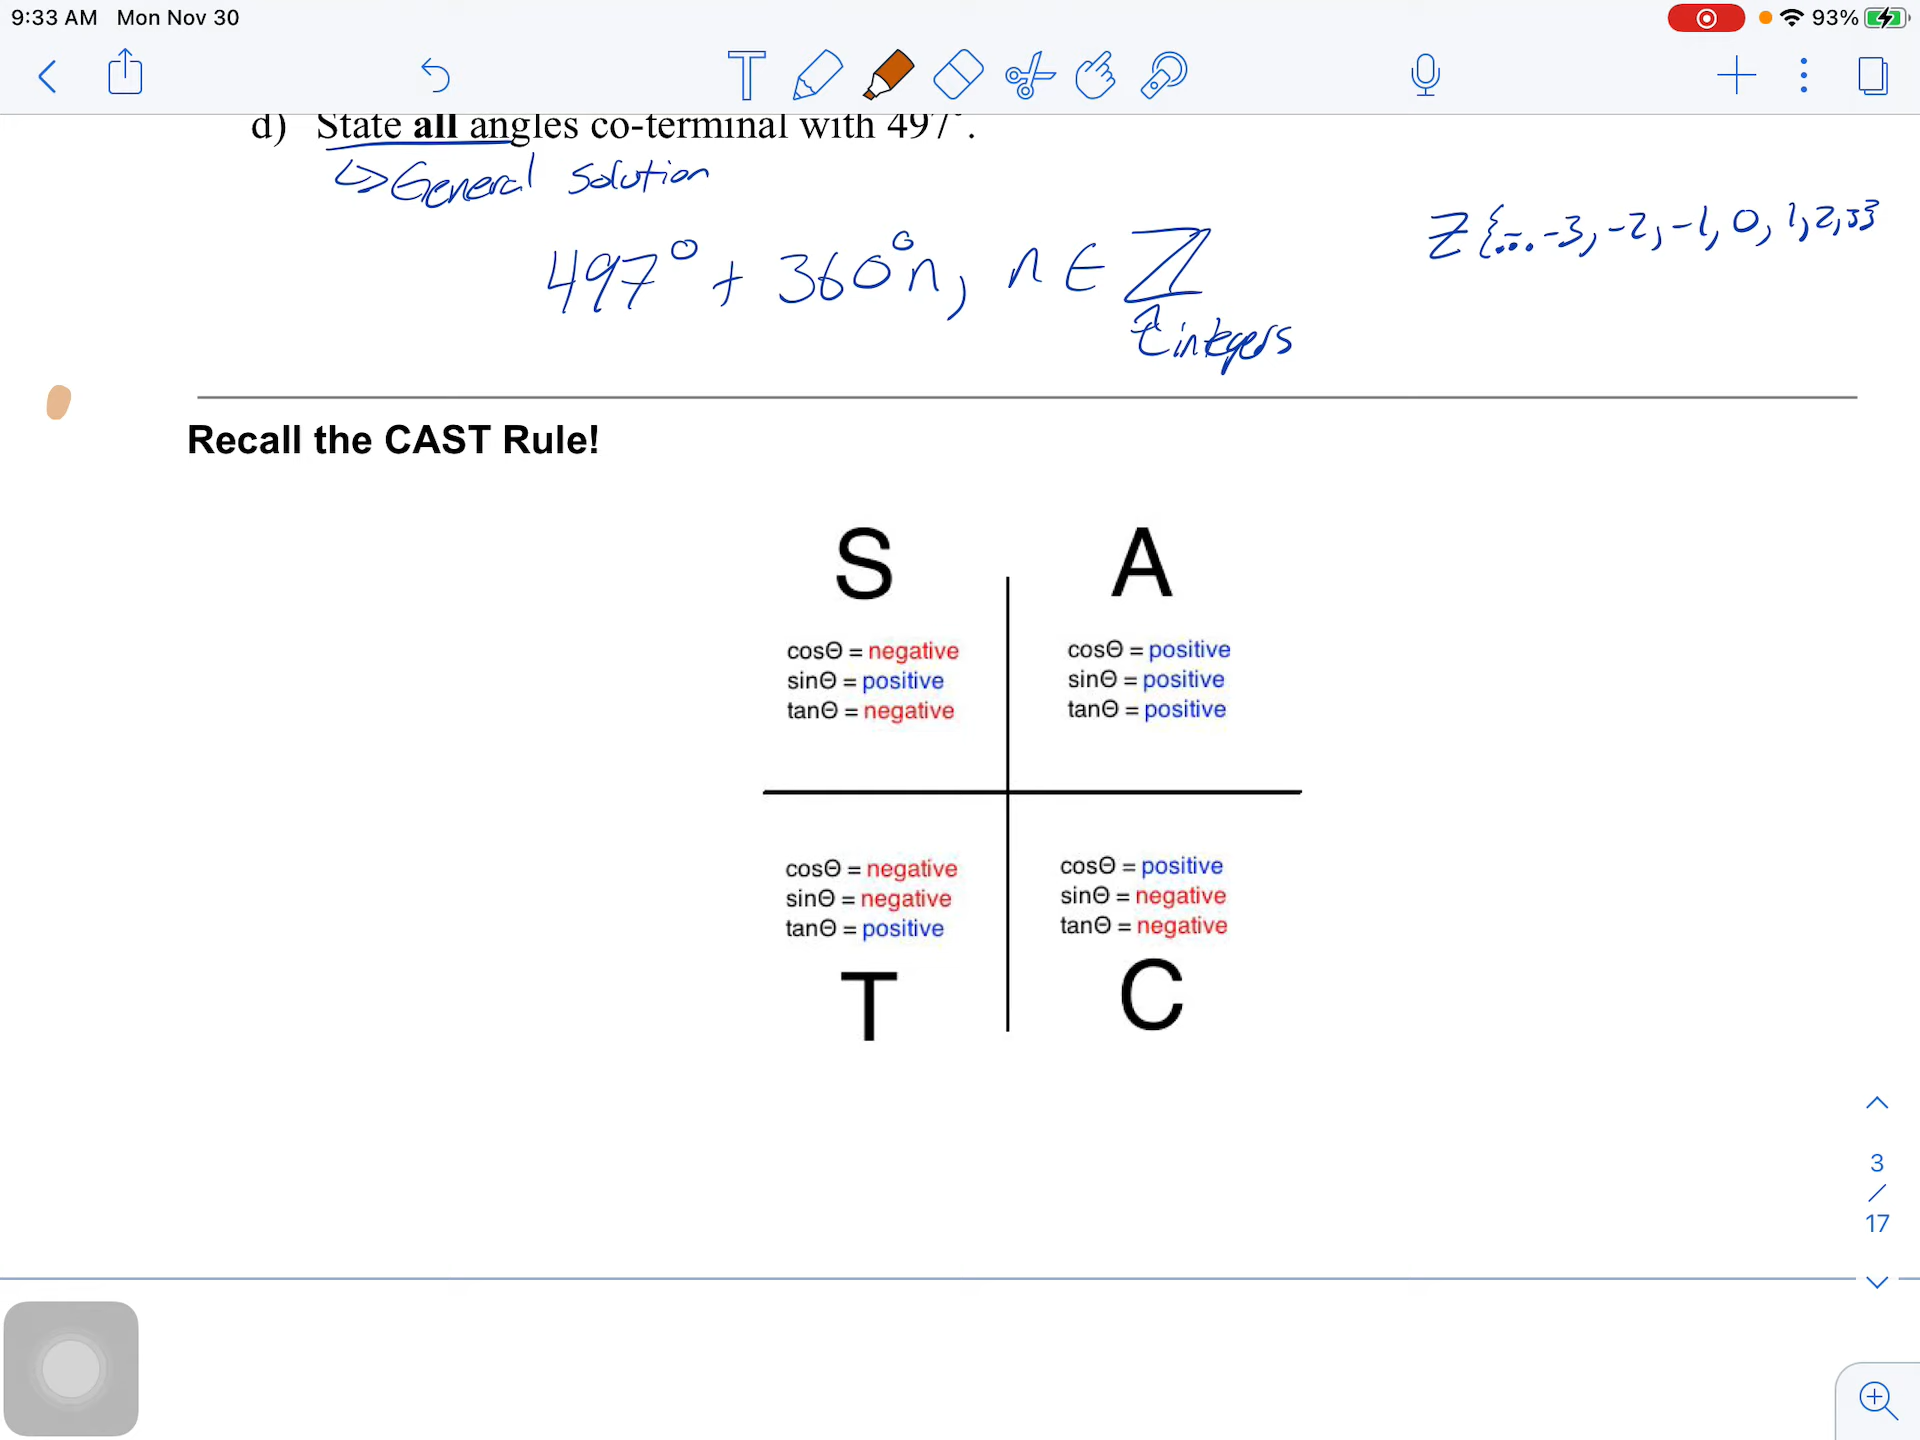 9:33 AM Mon Nov 30 93%
T
d) State all angles co-terminal with 497°.
↳ General Solution
Z {... -3, -2, -1, 0, 1, 2, 3}
497° + 360°n, n ∈ ℤ
integers
Recall the CAST Rule!
S A
cosΘ = negative cosΘ = positive
sinΘ = positive sinΘ = positive
tanΘ = negative tanΘ = positive
cosΘ = negative cosΘ = positive
sinΘ = negative sinΘ = negative
tanΘ = positive tanΘ = negative
T C
3
/
17